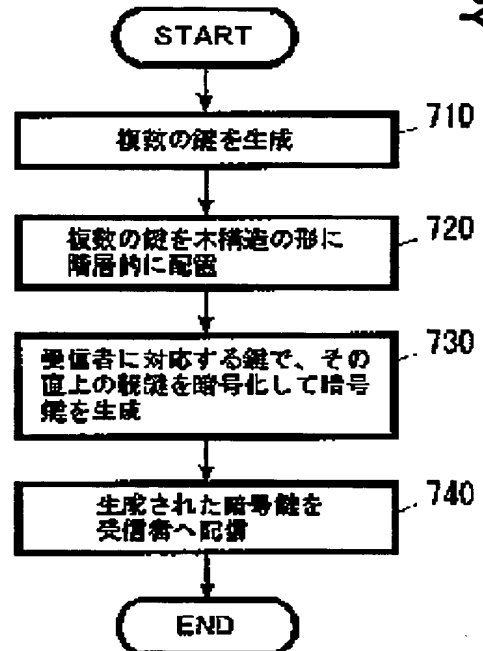 START
複数の鍵を生成
710
複数の鍵を木構造の形に
階層的に配置
720
受信者に対応する鍵で、その
直上の親鍵を暗号化して暗号
鍵を生成
730
生成された暗号鍵を
受信者へ配信
740
END